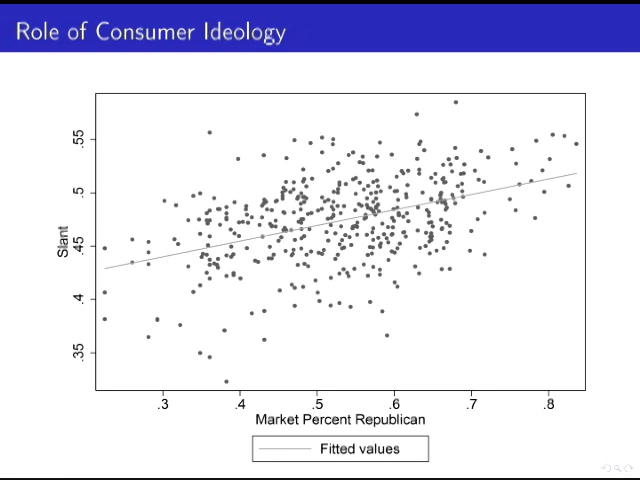 Role of Consumer Ideology
Slant
.55
.5
.45
.4
.35
.3 .4 .5 .6 .7 .8
Market Percent Republican
Fitted values